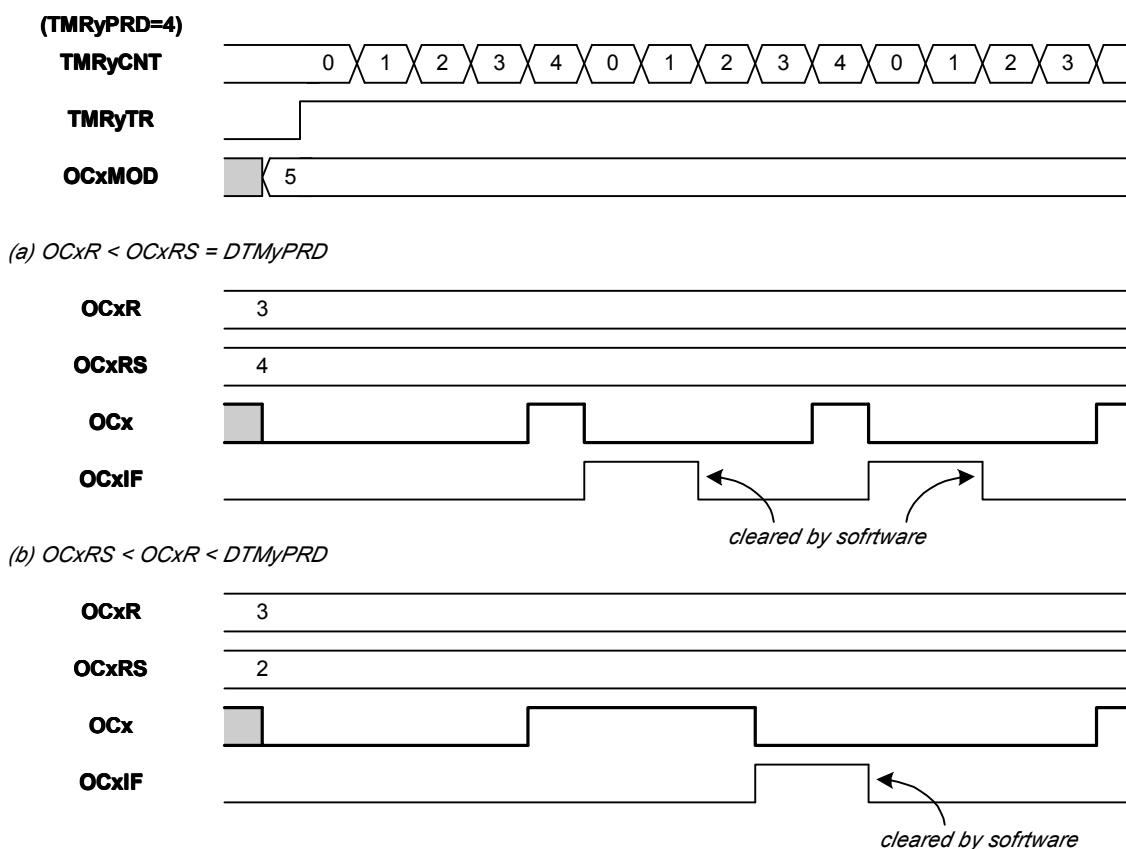 (TMRyPRD=4)
TMRyCNT 0 1 2 3 4 0 1 2 3 4 0 1 2 3
TMRyTR
OCxMOD 5
(a) OCxR < OCxRS = DTMyPRD
OCxR 3
OCxRS 4
OCx
OCxIF
cleared by sofrtware
(b) OCxRS < OCxR < DTMyPRD
OCxR 3
OCxRS 2
OCx
OCxIF
cleared by sofrtware